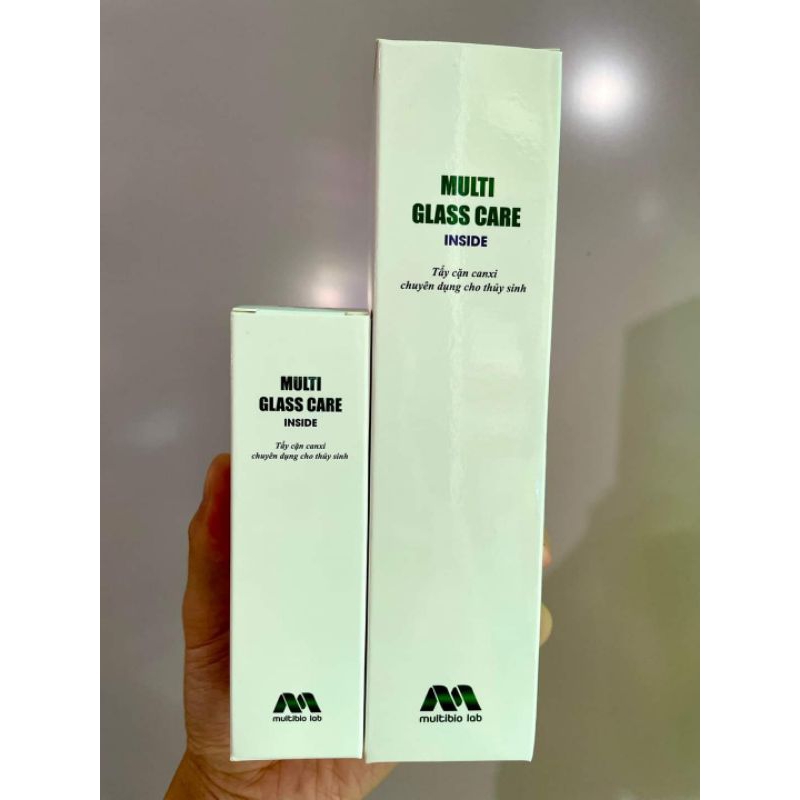 MULTI
GLASS CARE
INSIDE
Tẩy cặn canxi
chuyên dụng cho thủy sinh
multibio lab
MULTI
GLASS CARE
INSIDE
Tẩy cặn canxi
chuyên dụng cho thủy sinh
multibio lab